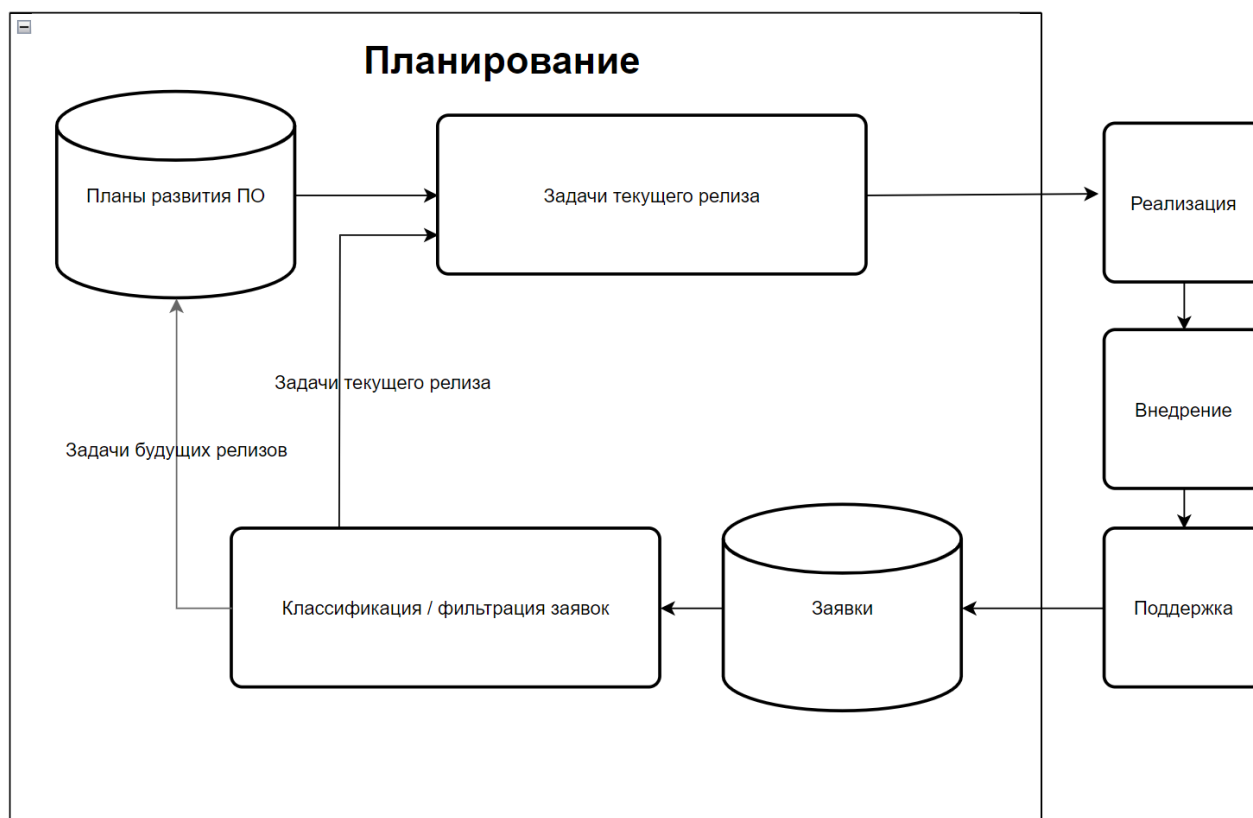 Планирование
Планы развития ПО
Задачи текущего релиза
Реализация
Задачи текущего релиза
Внедрение
Задачи будущих релизов
Классификация / фильтрация заявок
Заявки
Поддержка